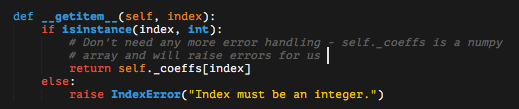 def __getitem__(self, index):
if isinstance(index, int):
# Don't need any more error handling - self._coeffs is a numpy
# array and will raise errors for us
return self._coeffs[index]
else:
raise IndexError("Index must be an integer.")